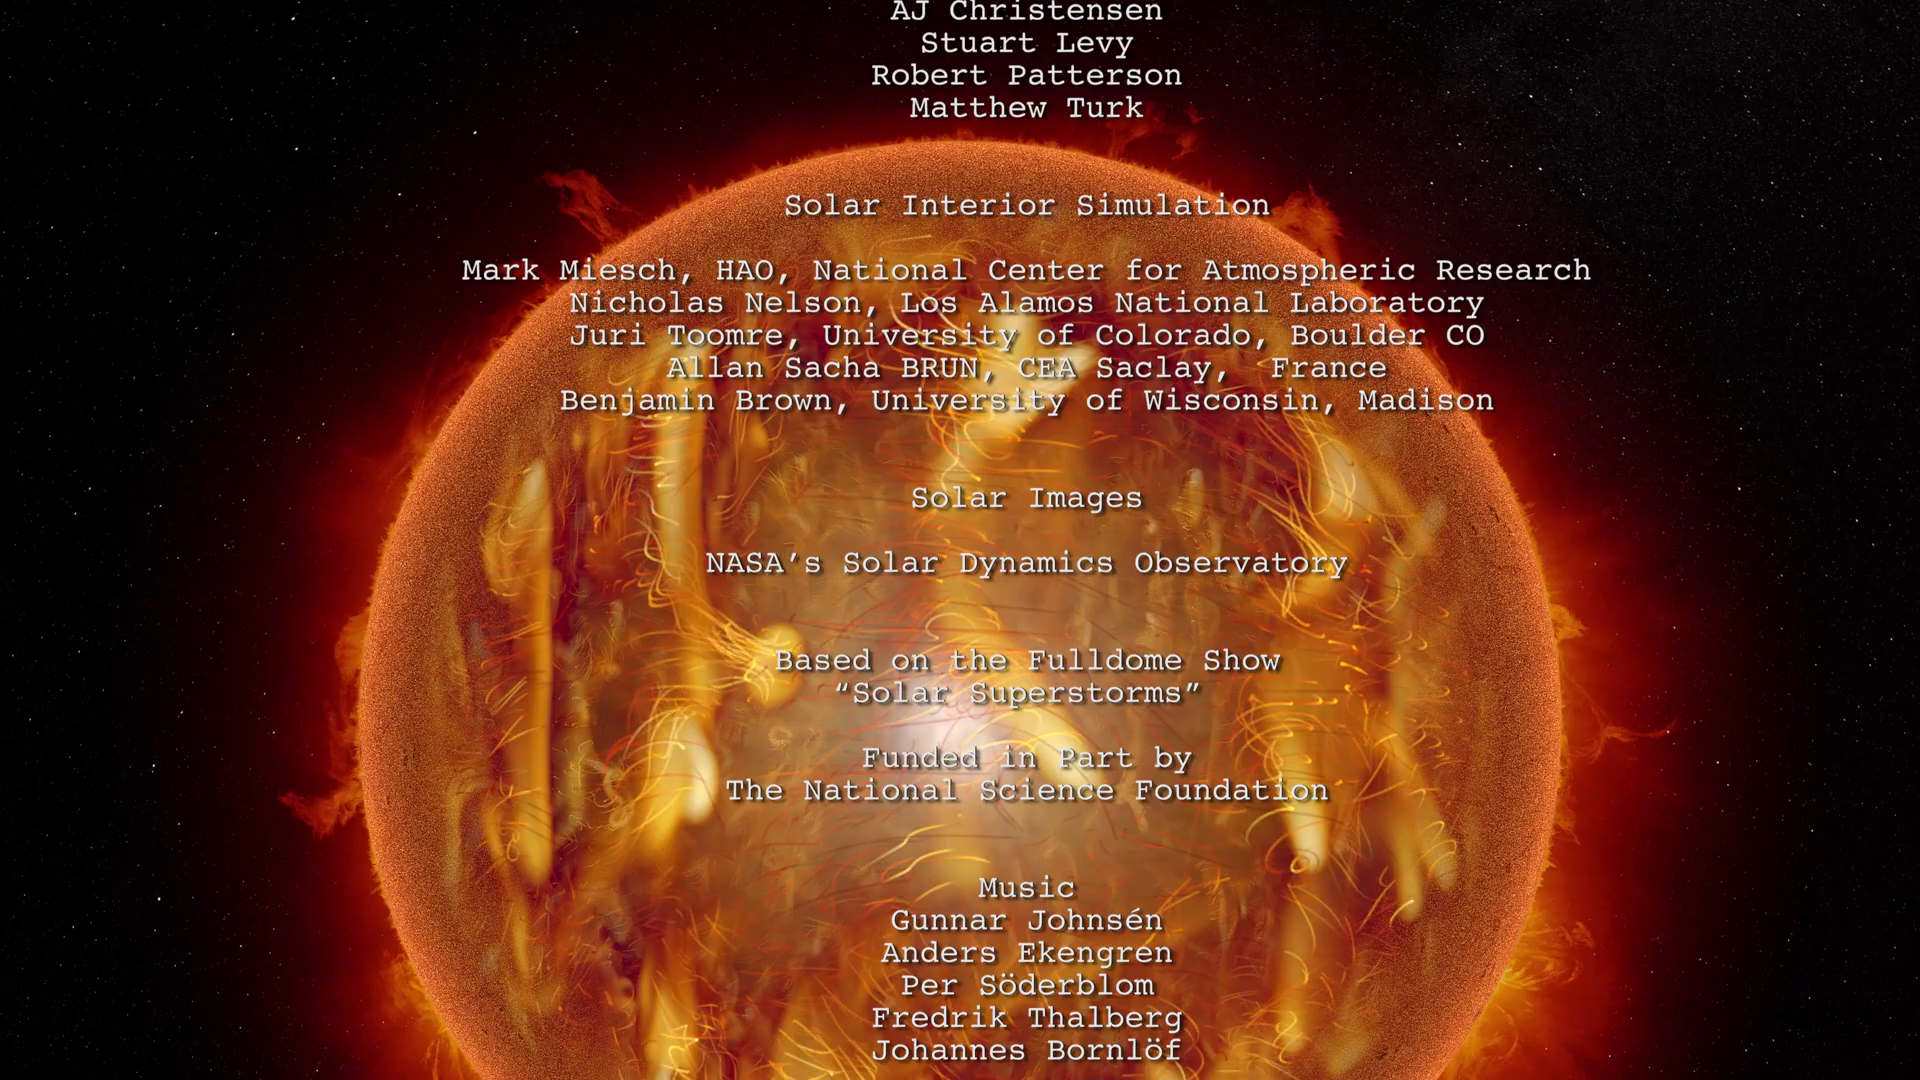 AJ Christensen
Stuart Levy
Robert Patterson
Matthew Turk
Solar Interior Simulation
Mark Miesch, HAO, National Center for Atmospheric Research
Nicholas Nelson, Los Alamos National Laboratory
Juri Toomre, University of Colorado, Boulder CO
Allan Sacha BRUN, CEA Saclay,  France
Benjamin Brown, University of Wisconsin, Madison
Solar Images
NASA’s Solar Dynamics Observatory
Based on the Fulldome Show
“Solar Superstorms”
Funded in Part by
The National Science Foundation
Music
Gunnar Johnsén
Anders Ekengren
Per Söderblom
Fredrik Thalberg
Johannes Bornlöf